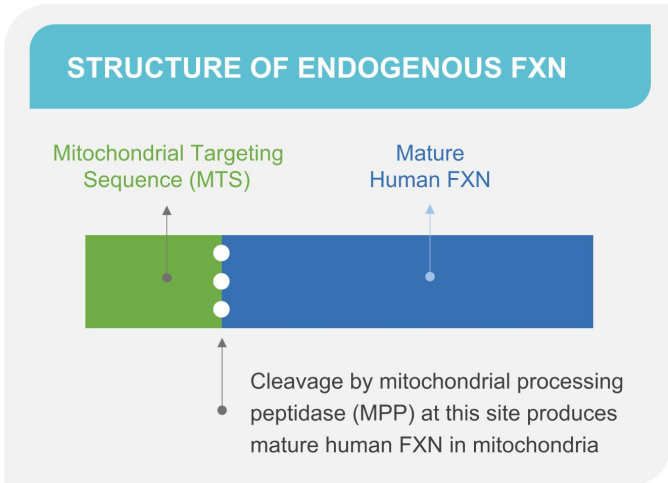 STRUCTURE OF ENDOGENOUS FXN
Mitochondrial Targeting
Sequence (MTS)
Mature
Human FXN
Cleavage by mitochondrial processing
peptidase (MPP) at this site produces
mature human FXN in mitochondria